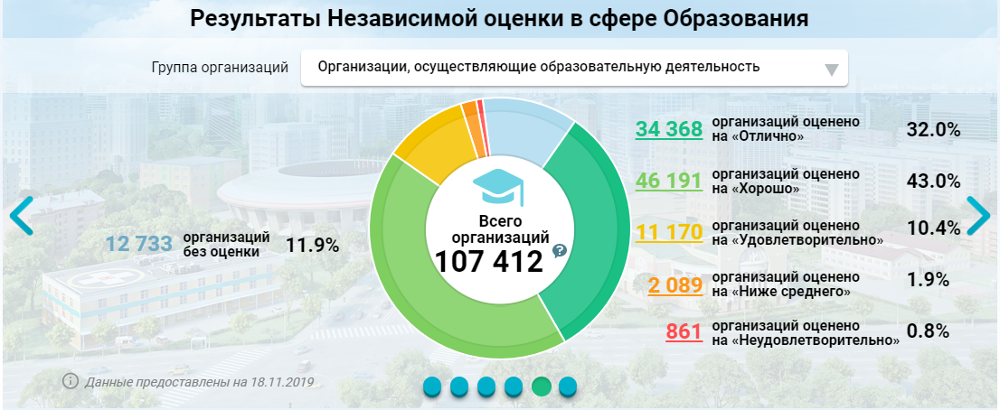 Результаты Независимой оценки в сфере Образования
Группа организаций
Организации, осуществляющие образовательную деятельность
34 368
организаций оценено
на «Отлично»
32.0%
46 191
организаций оценено
на «Хорошо»
43.0%
11 170
организаций оценено
на «Удовлетворительно»
10.4%
2 089
организаций оценено
на «Ниже среднего»
1.9%
861
организаций оценено
на «Неудовлетворительно»
0.8%
Всего
организаций
107 412
?
12 733
организаций
без оценки
11.9%
Данные предоставлены на 18.11.2019